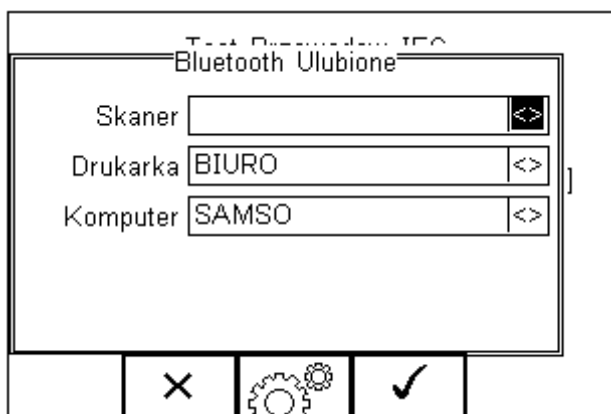 Bluetooth Ulubione
Skaner <>
Drukarka BIURO <>
Komputer SAMSO <>